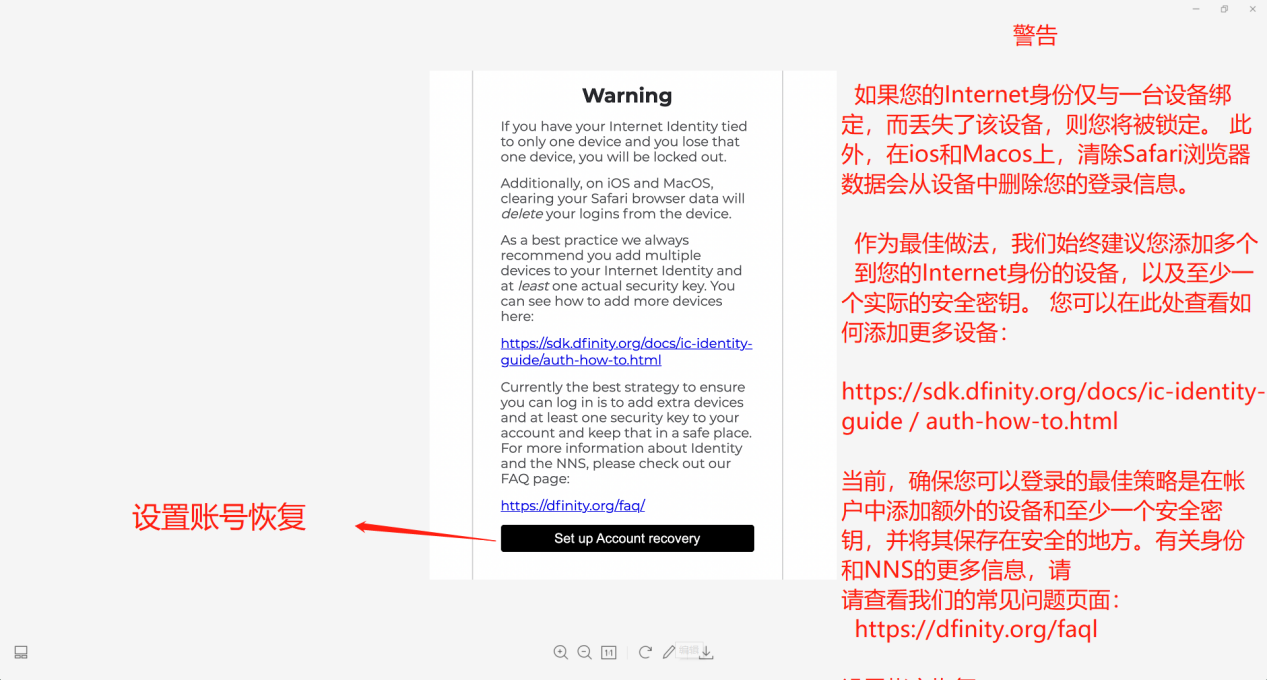 Warning
If you have your Internet Identity tied
to only one device and you lose that
one device, you will be locked out.
Additionally, on iOS and MacOS,
clearing your Safari browser data will
delete your logins from the device.
As a best practice we always
recommend you add multiple
devices to your Internet Identity and
at least one actual security key. You
can see how to add more devices
here:
https://sdk.dfinity.org/docs/ic-identity-
guide/auth-how-to.html
Currently the best strategy to ensure
you can log in is to add extra devices
and at least one security key to your
account and keep that in a safe place.
For more information about Identity
and the NNS, please check out our
FAQ page:
https://dfinity.org/faq/
Set up Account recovery
设置账号恢复
警告
如果您的Internet身份仅与一台设备绑
定，而丢失了该设备，则您将被锁定。 此
外，在ios和Macos上，清除Safari浏览器
数据会从设备中删除您的登录信息。
作为最佳做法，我们始终建议您添加多个
到您的Internet身份的设备，以及至少一
个实际的安全密钥。 您可以在此处查看如
何添加更多设备：
https://sdk.dfinity.org/docs/ic-identity-
guide / auth-how-to.html
当前，确保您可以登录的最佳策略是在帐
户中添加额外的设备和至少一个安全密
钥，并将其保存在安全的地方。有关身份
和NNS的更多信息，请
请查看我们的常见问题页面：
https://dfinity.org/faql
1:1
编辑